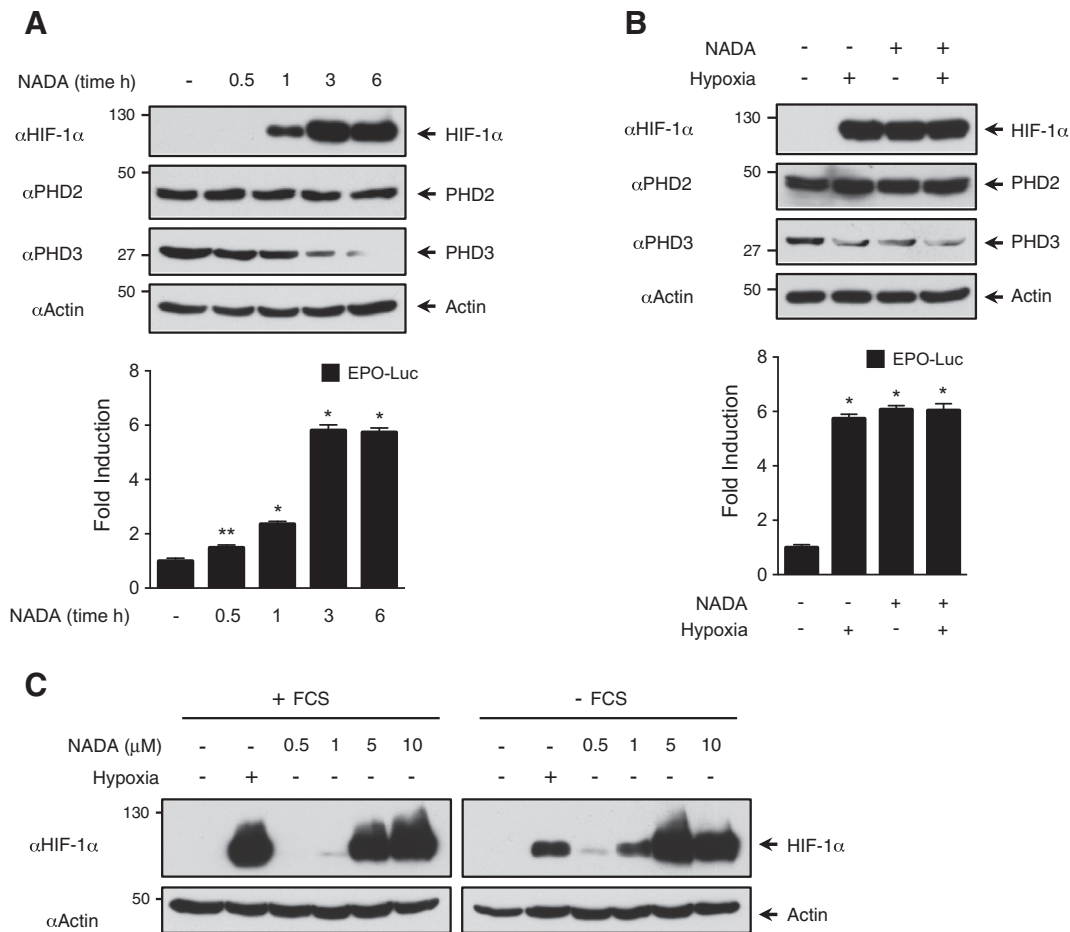 A
NADA (time h) - 0.5 1 3 6
αHIF-1α 130 HIF-1α
αPHD2 50 PHD2
αPHD3 27 PHD3
αActin 50 Actin
EPO-Luc
Fold Induction
8
6
4
2
0
* *
*
**
NADA (time h) - 0.5 1 3 6
B
NADA - - + +
Hypoxia - + - +
αHIF-1α 130 HIF-1α
αPHD2 50 PHD2
αPHD3 27 PHD3
αActin 50 Actin
EPO-Luc
Fold Induction
8
6
4
2
0
* * *
NADA - - + +
Hypoxia - + - +
C
+ FCS - FCS
NADA (μM) - - 0.5 1 5 10 - - 0.5 1 5 10
Hypoxia - + - - - - - + - - - -
αHIF-1α 130 HIF-1α
αActin 50 Actin